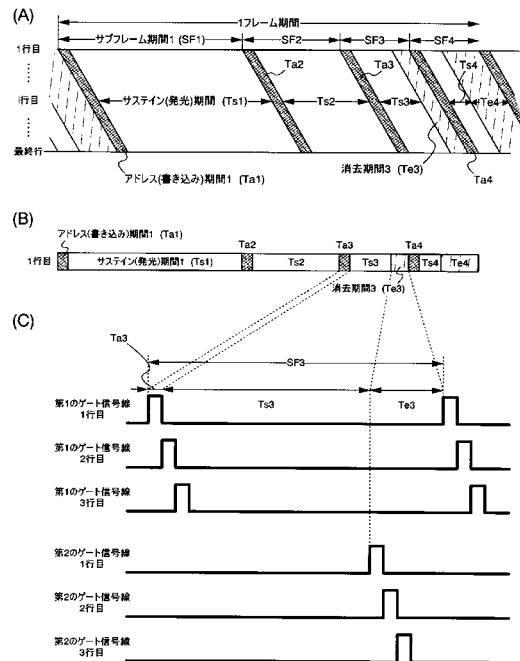 (A)
1フレーム期間
サブフレーム期間1 (SF1)
SF2
SF3
SF4
1行目
Ta2
Ta3
Ts4
i行目
サステイン(発光)期間 (Ts1)
Ts2
Ts3
Te4
最終行
消去期間3 (Te3)
アドレス(書き込み)期間1 (Ta1)
Ta4
(B)
アドレス(書き込み)期間1 (Ta1)
Ta2
Ta3
Ta4
1行目
サステイン(発光)期間1 (Ts1)
Ts2
Ts3
Ts4
Te4
消去期間3 (Te3)
(C)
Ta3
SF3
Ts3
Te3
第1のゲート信号線
1行目
第1のゲート信号線
2行目
第1のゲート信号線
3行目
第2のゲート信号線
1行目
第2のゲート信号線
2行目
第2のゲート信号線
3行目